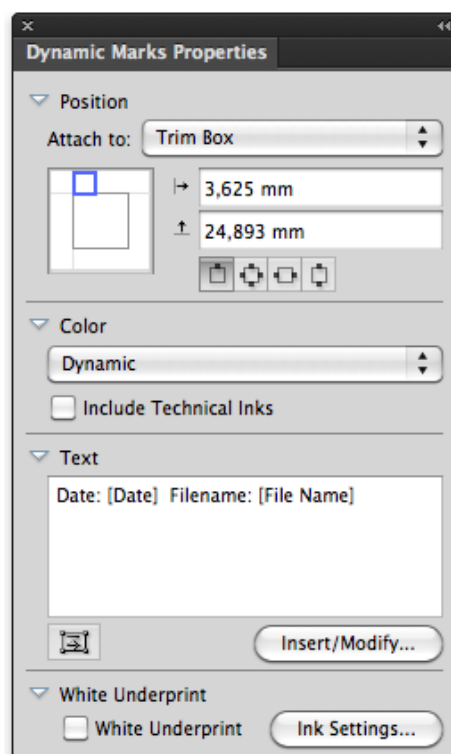 Dynamic Marks Properties
Position
Attach to: Trim Box
3,625 mm
24,893 mm
Color
Dynamic
Include Technical Inks
Text
Date: [Date] Filename: [File Name]
Insert/Modify...
White Underprint
White Underprint Ink Settings...